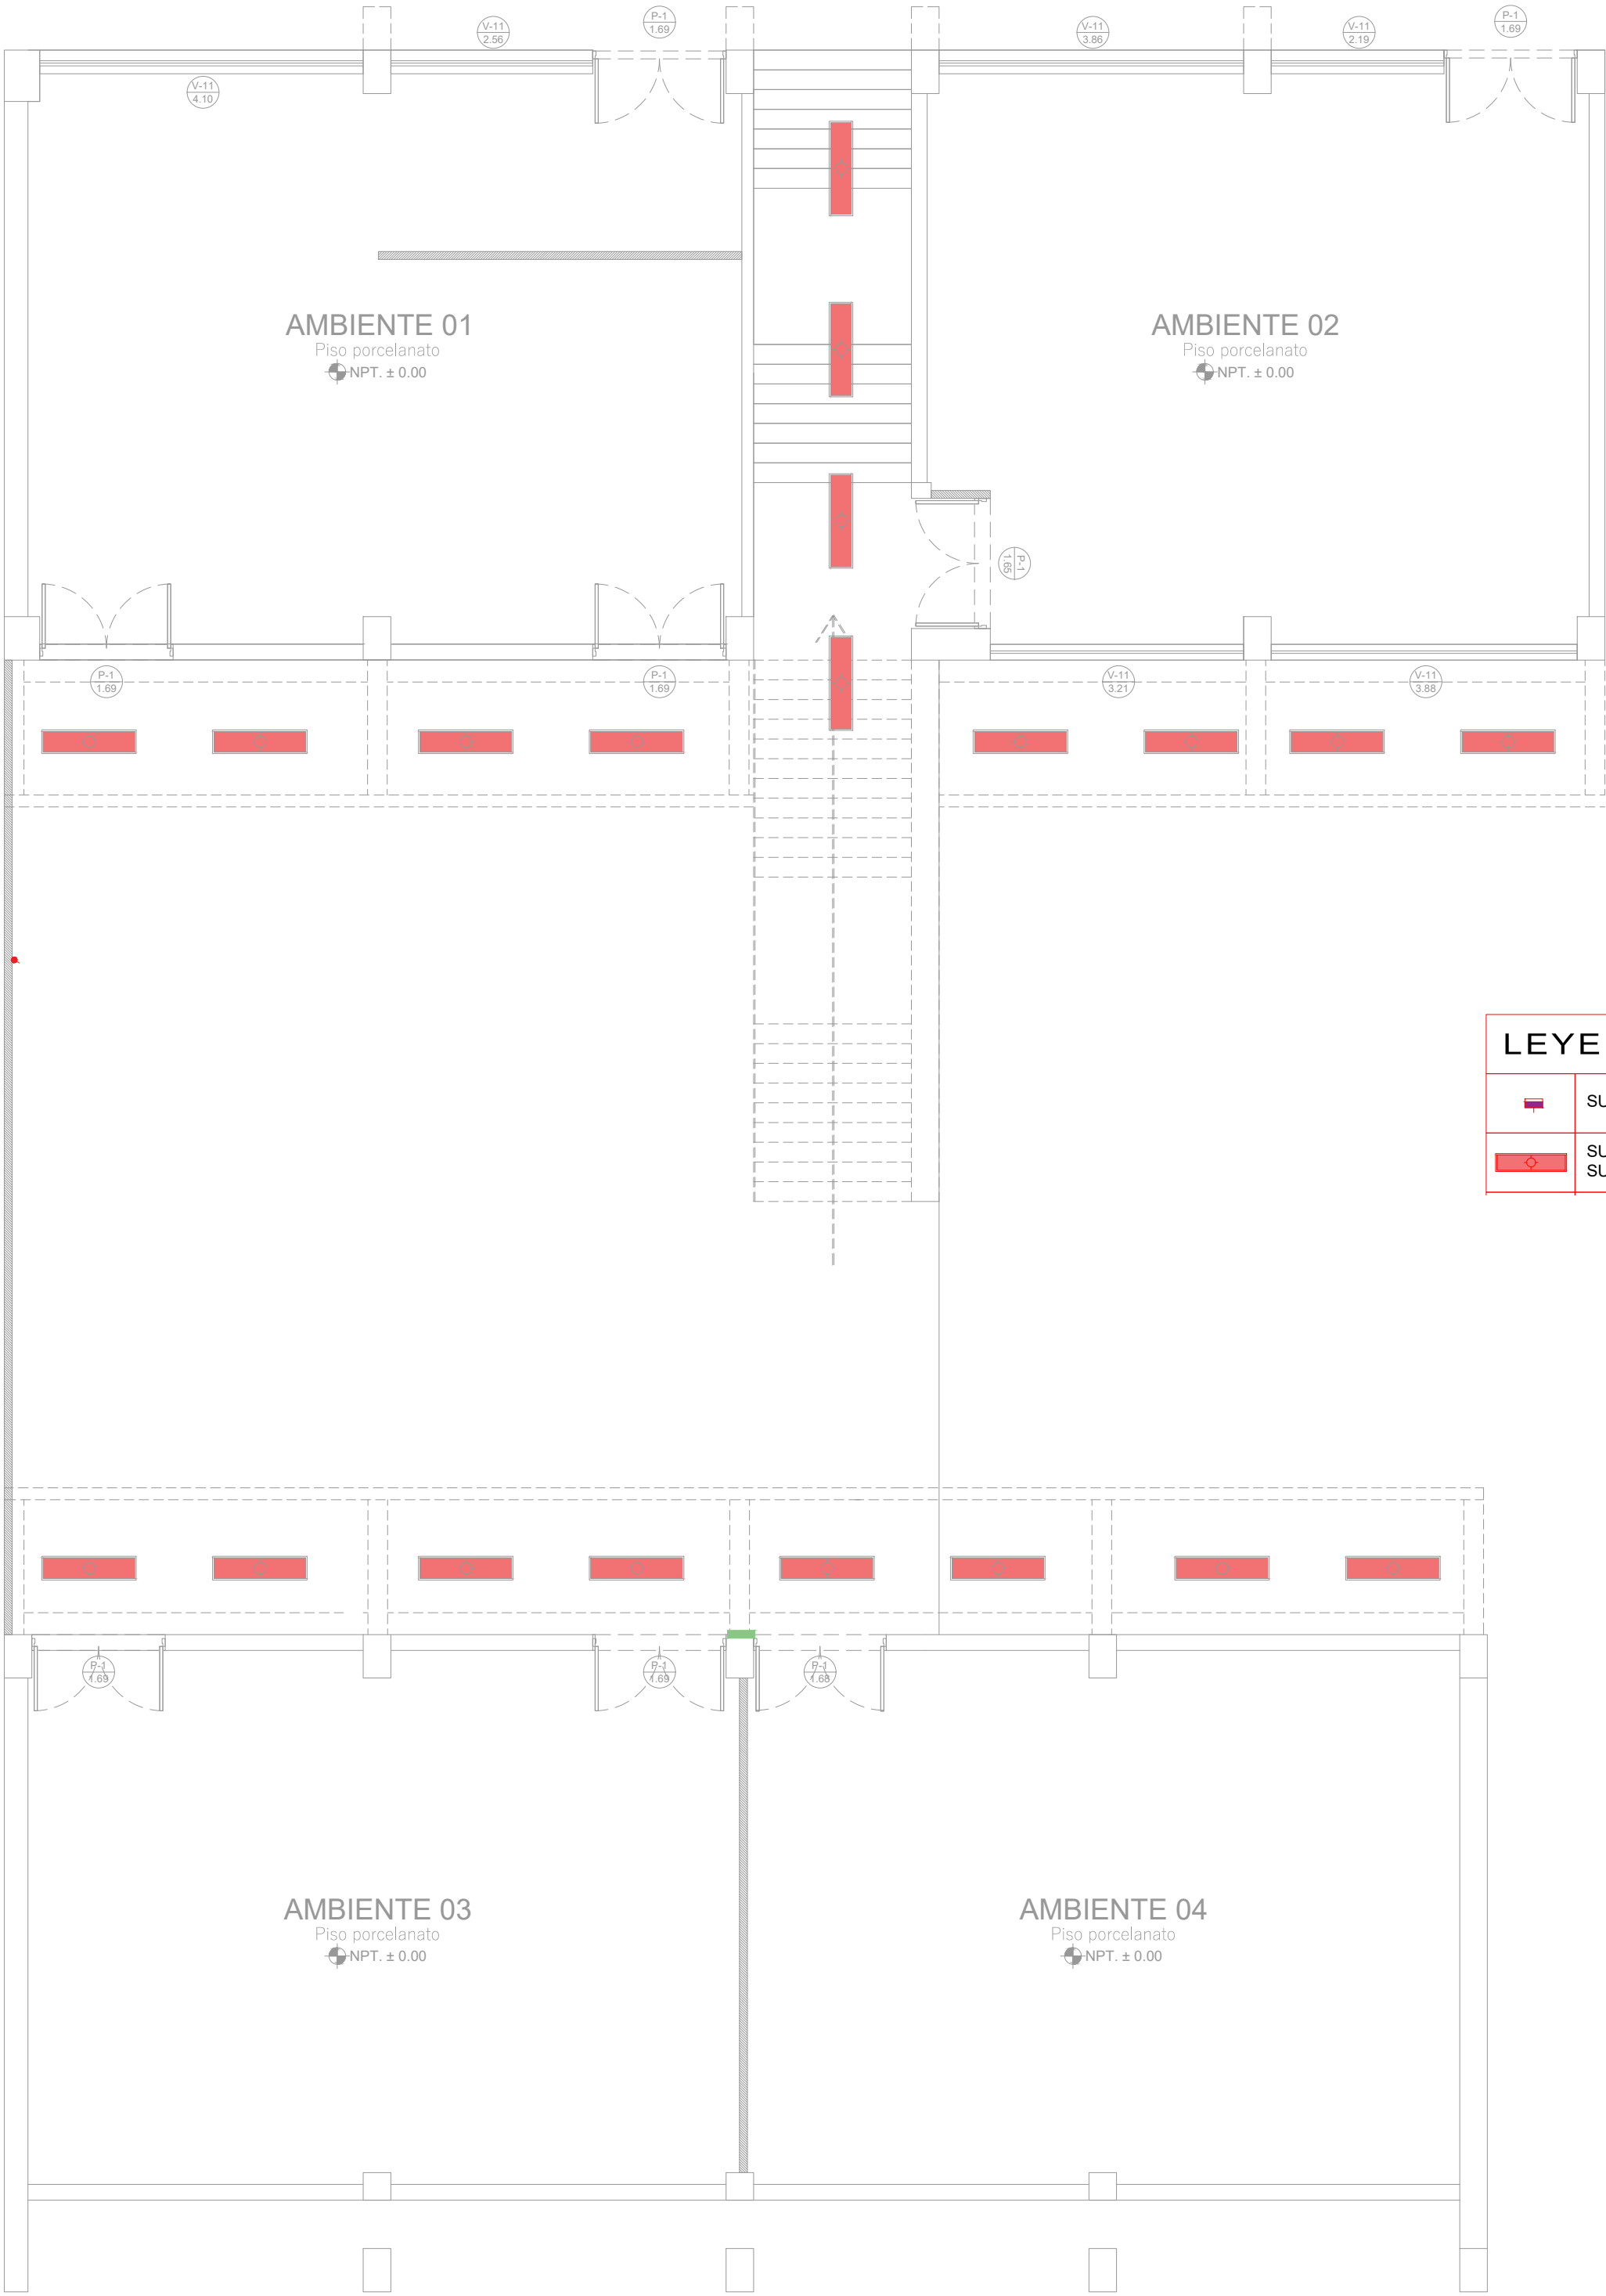 V-11
2.56
P-1
1.69
V-11
3.86
V-11
2.19
P-1
1.69
V-11
4.10
AMBIENTE 01
Piso porcelanato
NPT. ± 0.00
AMBIENTE 02
Piso porcelanato
NPT. ± 0.00
P-1
1.65
P-1
1.69
P-1
1.69
V-11
3.21
V-11
3.88
LEYE
SU
SU
SU
P-1
1.69
P-1
1.69
P-1
1.68
AMBIENTE 03
Piso porcelanato
NPT. ± 0.00
AMBIENTE 04
Piso porcelanato
NPT. ± 0.00